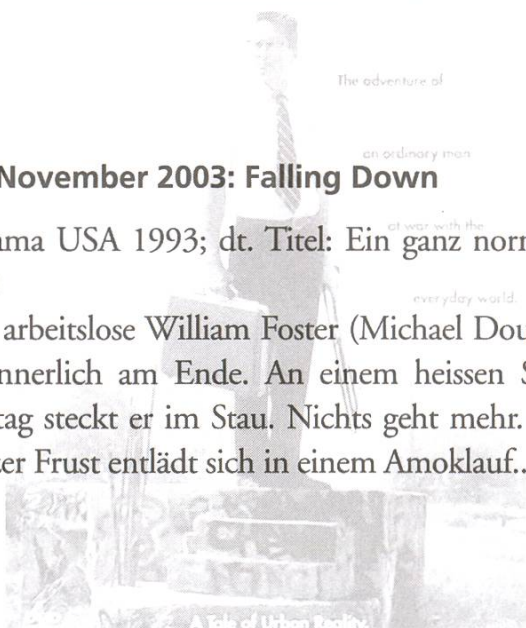 The adventure of
an ordinary man
November 2003: Falling Down
at war with the
ama USA 1993; dt. Titel: Ein ganz norm
everyday world.
arbeitslose William Foster (Michael Dou
nnerlich am Ende. An einem heissen S
tag steckt er im Stau. Nichts geht mehr.
zer Frust entlädt sich in einem Amoklauf..
A Tale of Urban Reality.